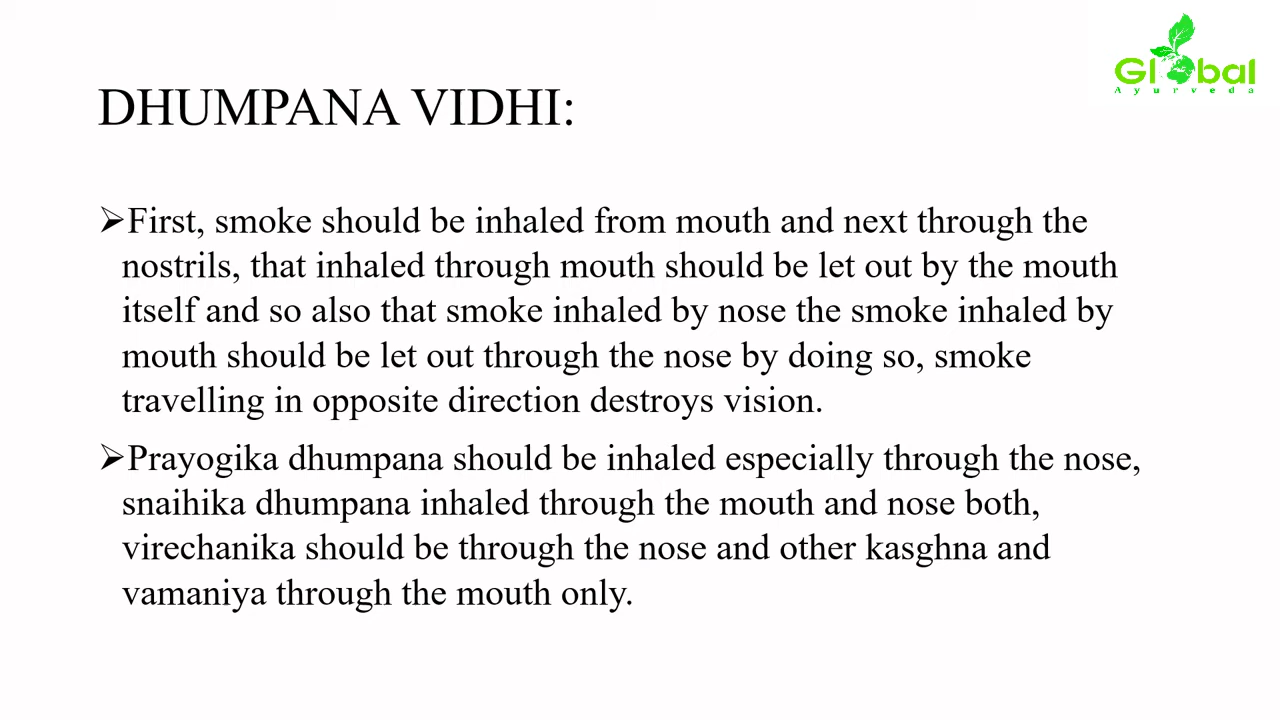 Global
Ayurveda
DHUMPANA VIDHI:
➢First, smoke should be inhaled from mouth and next through the
nostrils, that inhaled through mouth should be let out by the mouth
itself and so also that smoke inhaled by nose the smoke inhaled by
mouth should be let out through the nose by doing so, smoke
travelling in opposite direction destroys vision.
➢Prayogika dhumpana should be inhaled especially through the nose,
snaihika dhumpana inhaled through the mouth and nose both,
virechanika should be through the nose and other kasghna and
vamaniya through the mouth only.